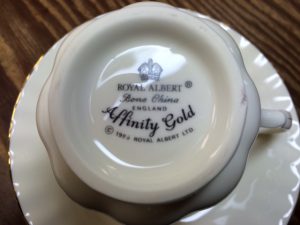 ROYAL ALBERT ®
Bone China
ENGLAND
Affinity Gold
© ROYAL ALBERT LTD.